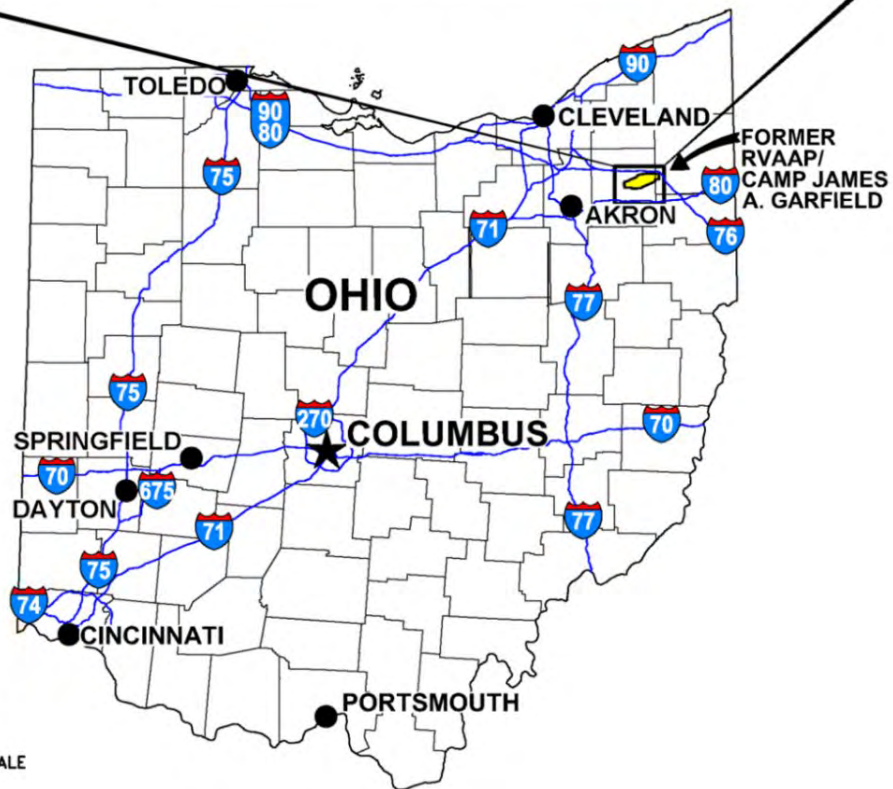 90
TOLEDO
CLEVELAND
90
80
FORMER
RVAAP/
CAMP JAMES
A. GARFIELD
75
80
AKRON
71
76
OHIO
77
75
270
70
COLUMBUS
SPRINGFIELD
70
675
DAYTON
71
77
75
74
CINCINNATI
PORTSMOUTH
ALE